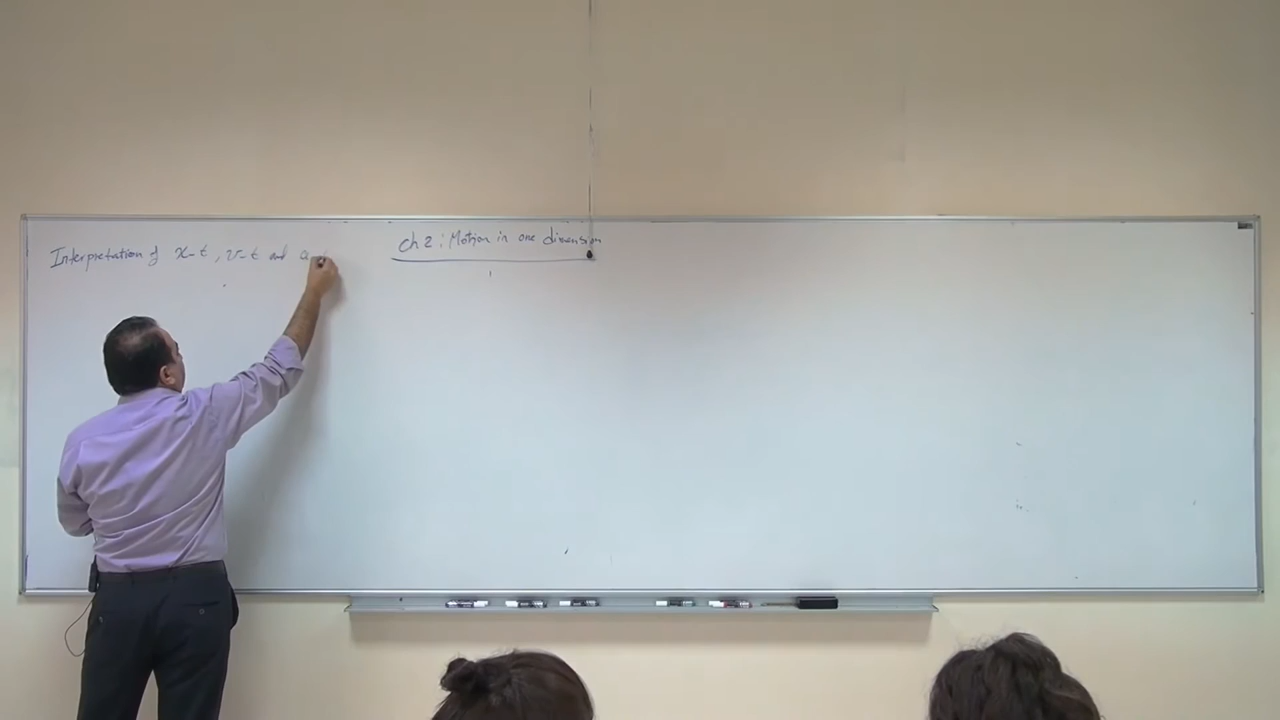 Interpretation of x-t, v-t and a-t
Ch 2: Motion in one dimension